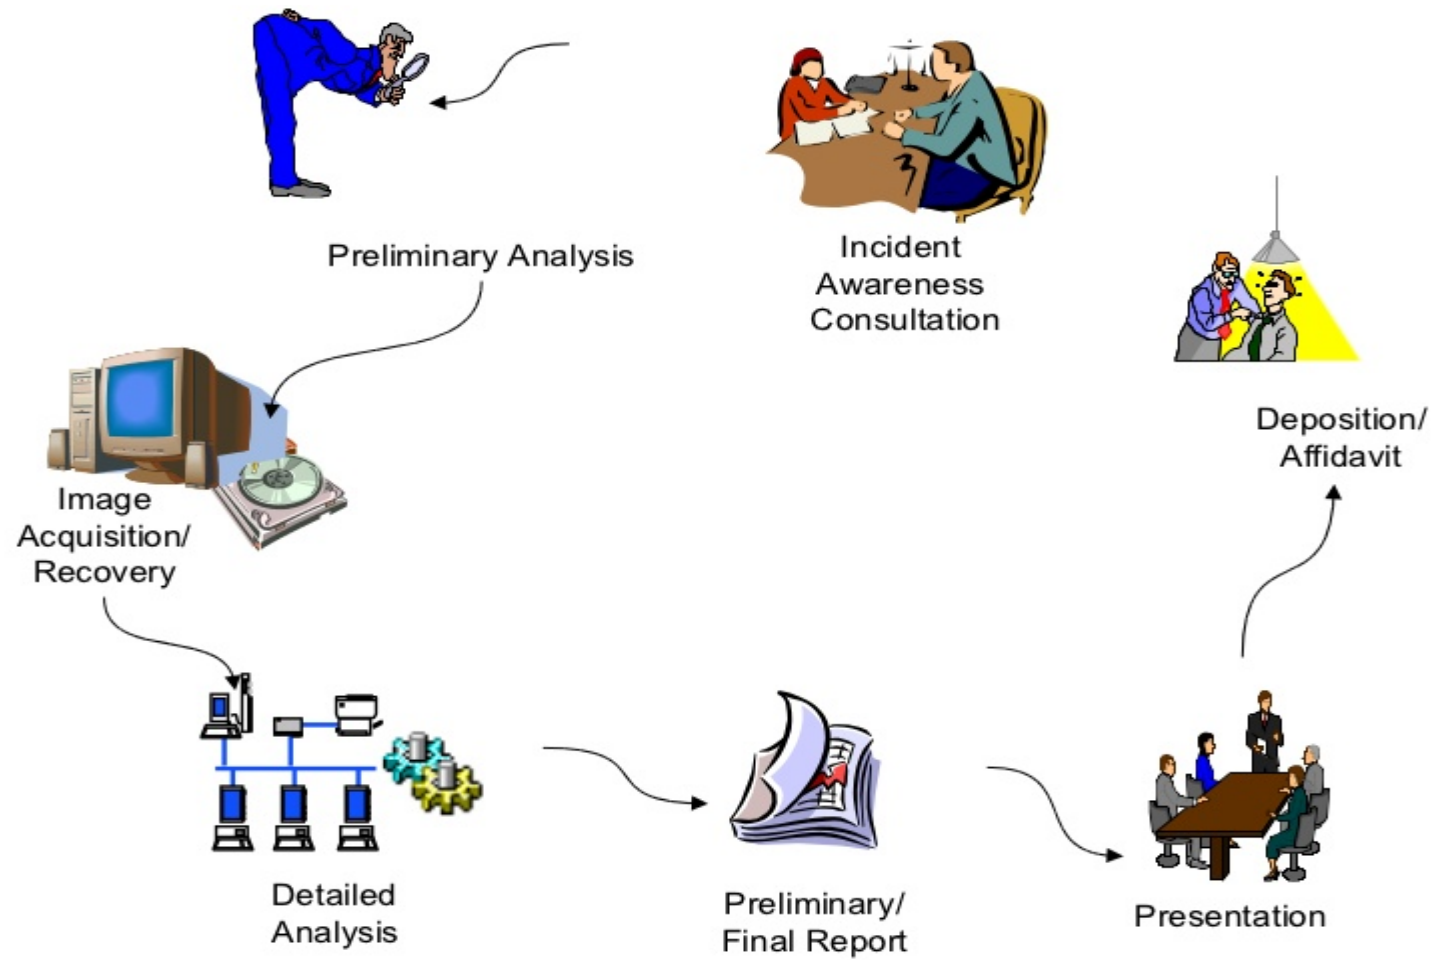 Preliminary Analysis
Incident
Awareness
Consultation
Deposition/
Affidavit
Image
Acquisition/
Recovery
Detailed
Analysis
Preliminary/
Final Report
Presentation